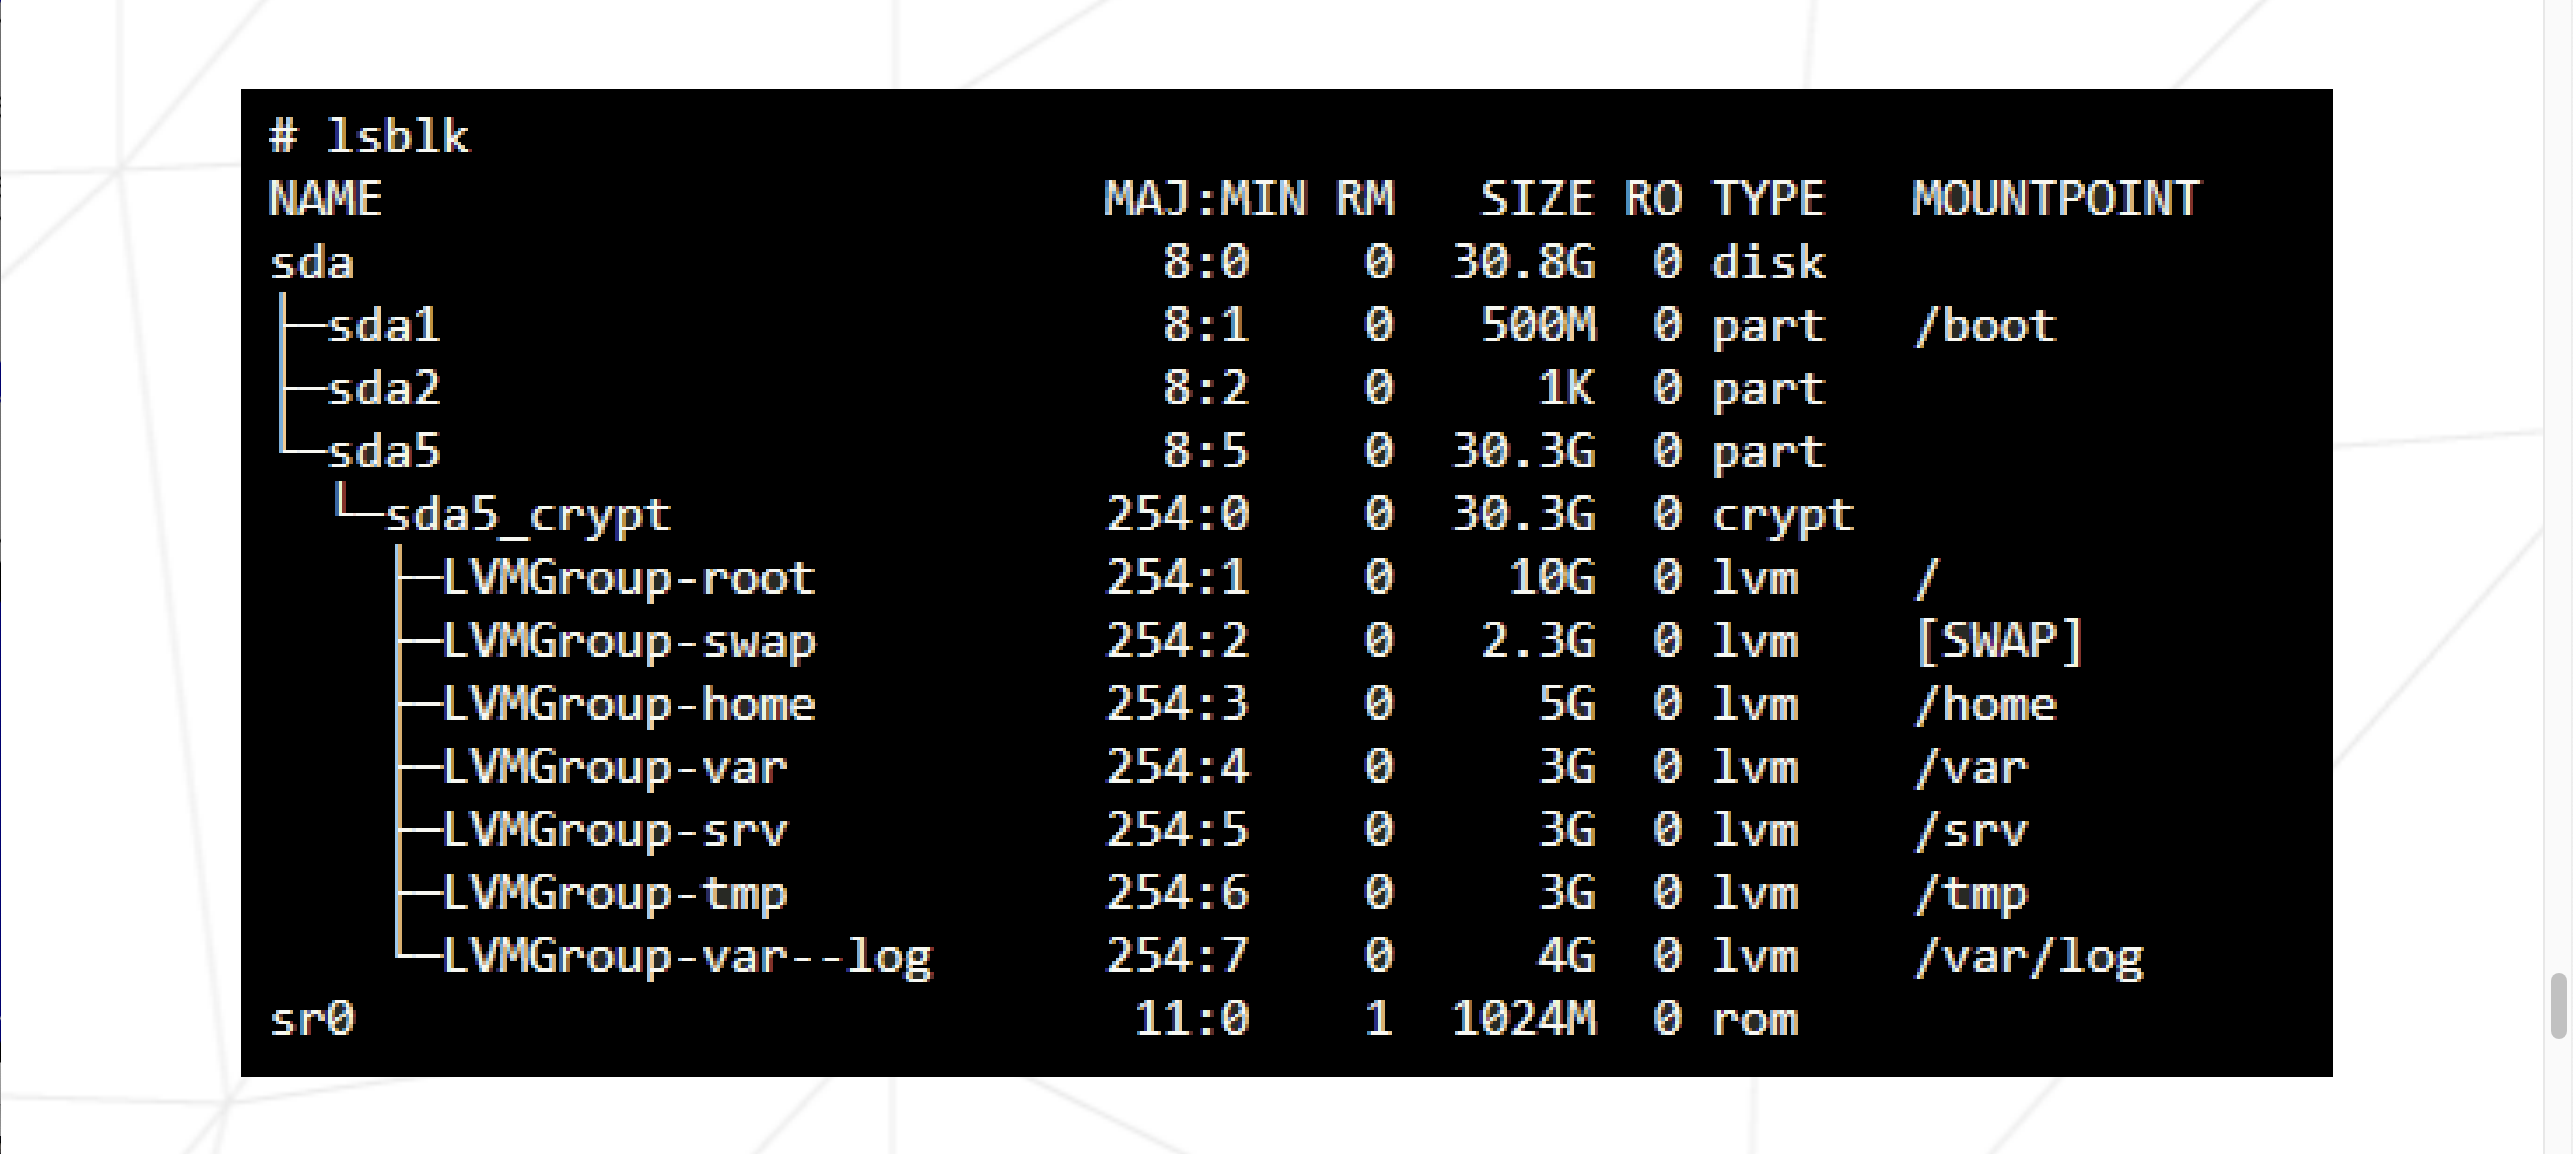 # lsblk
NAME                         MAJ:MIN RM   SIZE RO TYPE   MOUNTPOINT
sda                            8:0    0  30.8G  0 disk
├─sda1                         8:1    0   500M  0 part   /boot
├─sda2                         8:2    0     1K  0 part
└─sda5                         8:5    0  30.3G  0 part
  └─sda5_crypt               254:0    0  30.3G  0 crypt
    ├─LVMGroup-root          254:1    0    10G  0 lvm    /
    ├─LVMGroup-swap          254:2    0   2.3G  0 lvm    [SWAP]
    ├─LVMGroup-home          254:3    0     5G  0 lvm    /home
    ├─LVMGroup-var           254:4    0     3G  0 lvm    /var
    ├─LVMGroup-srv           254:5    0     3G  0 lvm    /srv
    ├─LVMGroup-tmp           254:6    0     3G  0 lvm    /tmp
    └─LVMGroup-var--log      254:7    0     4G  0 lvm    /var/log
sr0                           11:0    1  1024M  0 rom